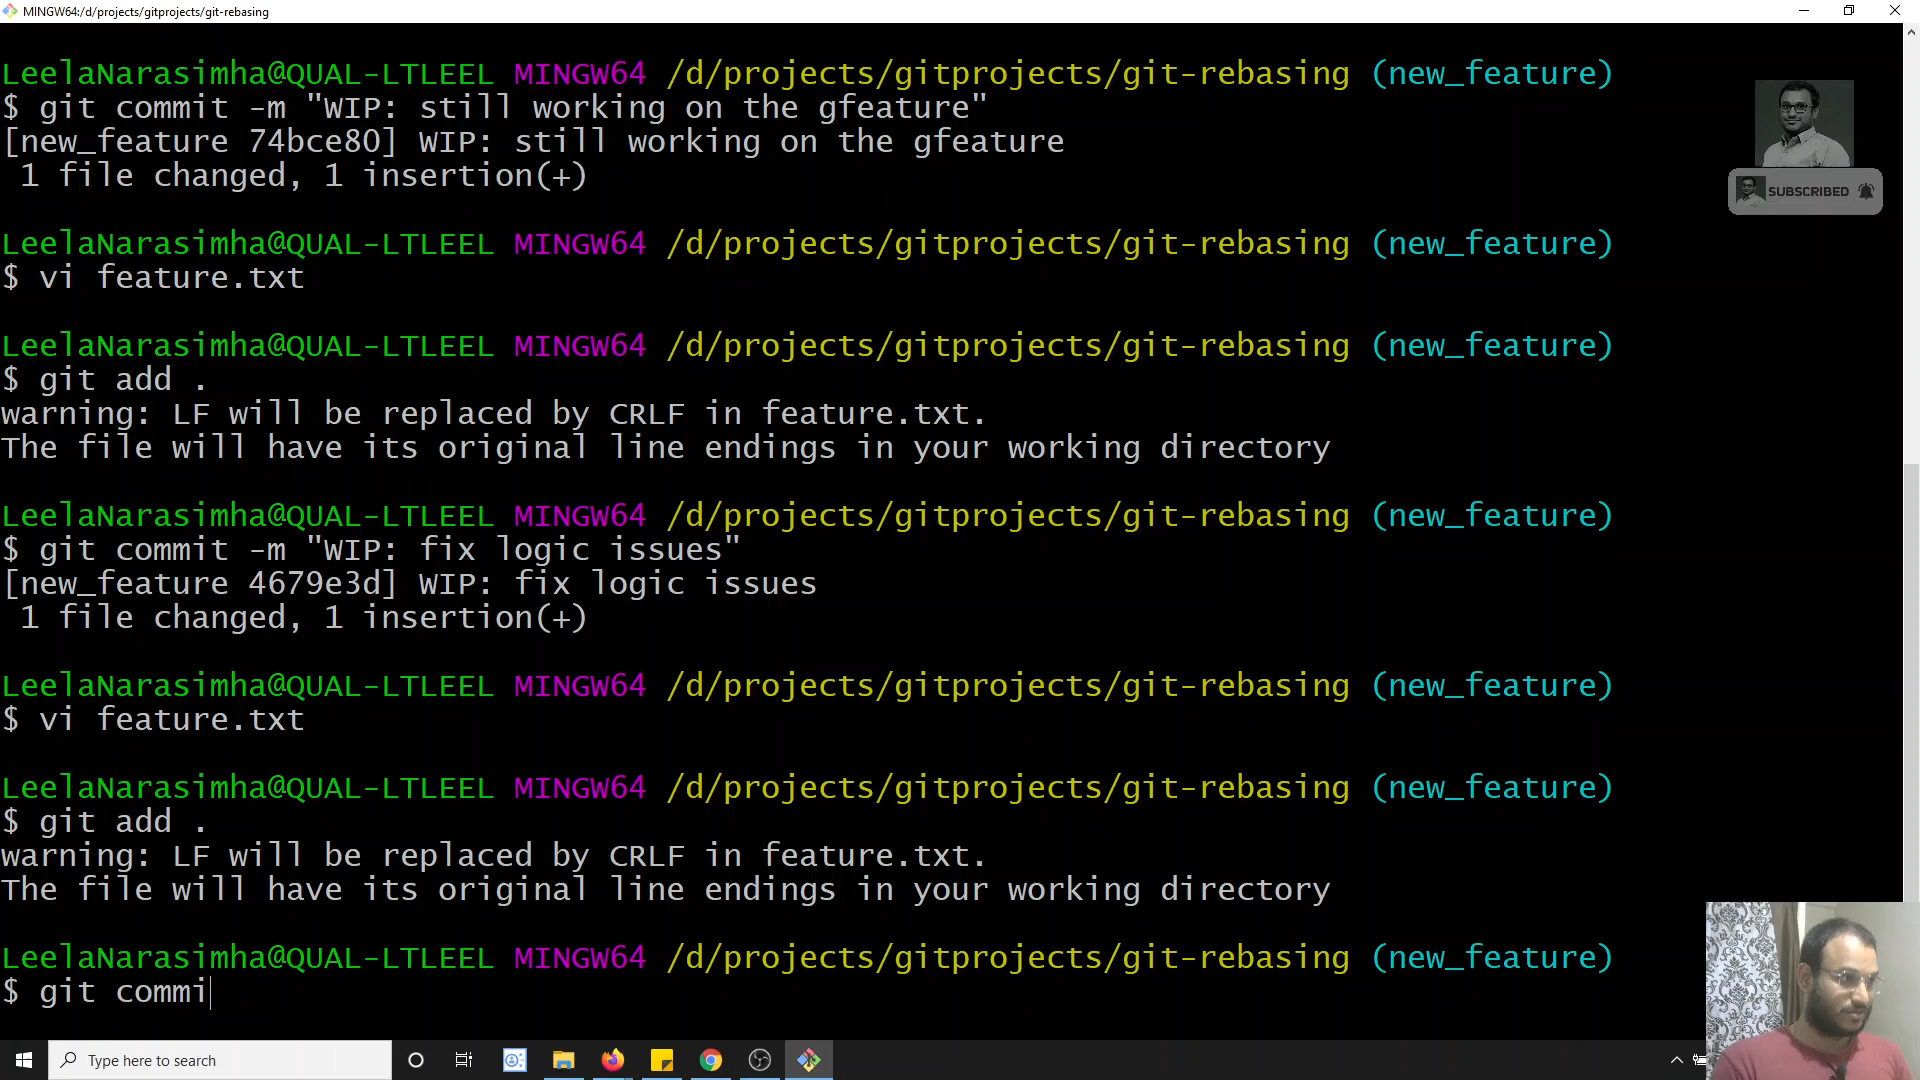 MINGW64:/d/projects/gitprojects/git-rebasing
LeelaNarasimha@QUAL-LTLEEL MINGW64 /d/projects/gitprojects/git-rebasing (new_feature)
$ git commit -m "WIP: still working on the gfeature"
[new_feature 74bce80] WIP: still working on the gfeature
 1 file changed, 1 insertion(+)
SUBSCRIBED
LeelaNarasimha@QUAL-LTLEEL MINGW64 /d/projects/gitprojects/git-rebasing (new_feature)
$ vi feature.txt
LeelaNarasimha@QUAL-LTLEEL MINGW64 /d/projects/gitprojects/git-rebasing (new_feature)
$ git add .
warning: LF will be replaced by CRLF in feature.txt.
The file will have its original line endings in your working directory
LeelaNarasimha@QUAL-LTLEEL MINGW64 /d/projects/gitprojects/git-rebasing (new_feature)
$ git commit -m "WIP: fix logic issues"
[new_feature 4679e3d] WIP: fix logic issues
 1 file changed, 1 insertion(+)
LeelaNarasimha@QUAL-LTLEEL MINGW64 /d/projects/gitprojects/git-rebasing (new_feature)
$ vi feature.txt
LeelaNarasimha@QUAL-LTLEEL MINGW64 /d/projects/gitprojects/git-rebasing (new_feature)
$ git add .
warning: LF will be replaced by CRLF in feature.txt.
The file will have its original line endings in your working directory
LeelaNarasimha@QUAL-LTLEEL MINGW64 /d/projects/gitprojects/git-rebasing (new_feature)
$ git commi
Type here to search